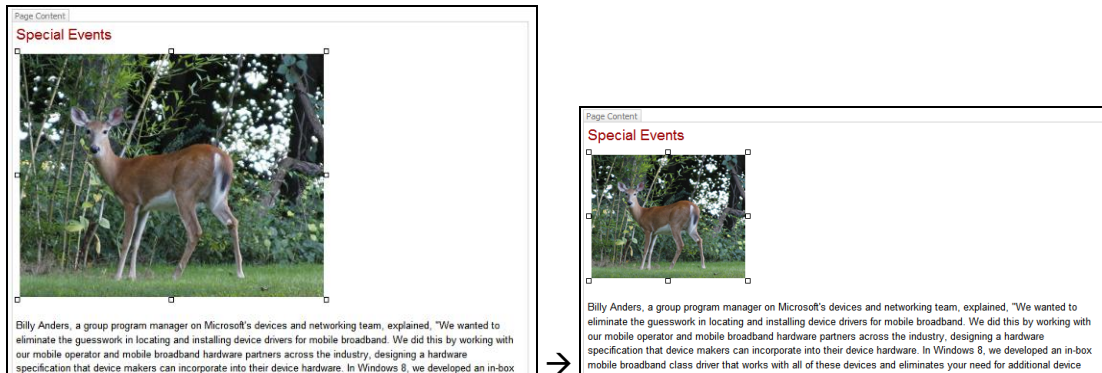 Page Content
Special Events
Billy Anders, a group program manager on Microsoft's devices and networking team, explained, "We wanted to
eliminate the guesswork in locating and installing device drivers for mobile broadband. We did this by working with
our mobile operator and mobile broadband hardware partners across the industry, designing a hardware
specification that device makers can incorporate into their device hardware. In Windows 8, we developed an in-box
→
Page Content
Special Events
Billy Anders, a group program manager on Microsoft's devices and networking team, explained, "We wanted to
eliminate the guesswork in locating and installing device drivers for mobile broadband. We did this by working with
our mobile operator and mobile broadband hardware partners across the industry, designing a hardware
specification that device makers can incorporate into their device hardware. In Windows 8, we developed an in-box
mobile broadband class driver that works with all of these devices and eliminates your need for additional device